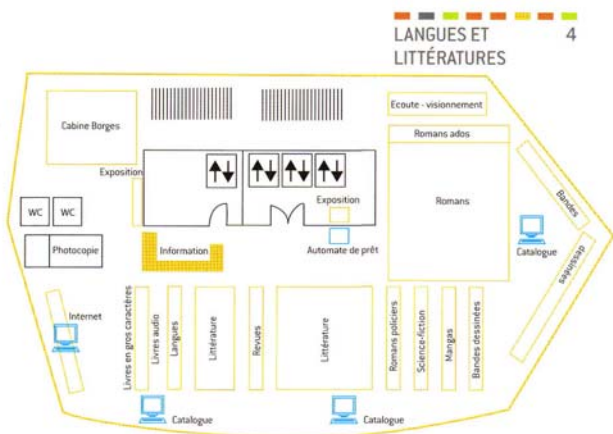 LANGUES ET 4
LITTÉRATURES
Cabine Borges
Ecoute - visionnement
Romans ados
Exposition
Romans
Exposition
Bandes
WC
WC
Catalogue
Information
Automate de prêt
Photocopie
dessinées
Internet
Livres en gros caractères
Livres audio
Langues
Littérature
Revues
Littérature
Romans policiers
Science-fiction
Mangas
Bandes dessinées
Catalogue
Catalogue